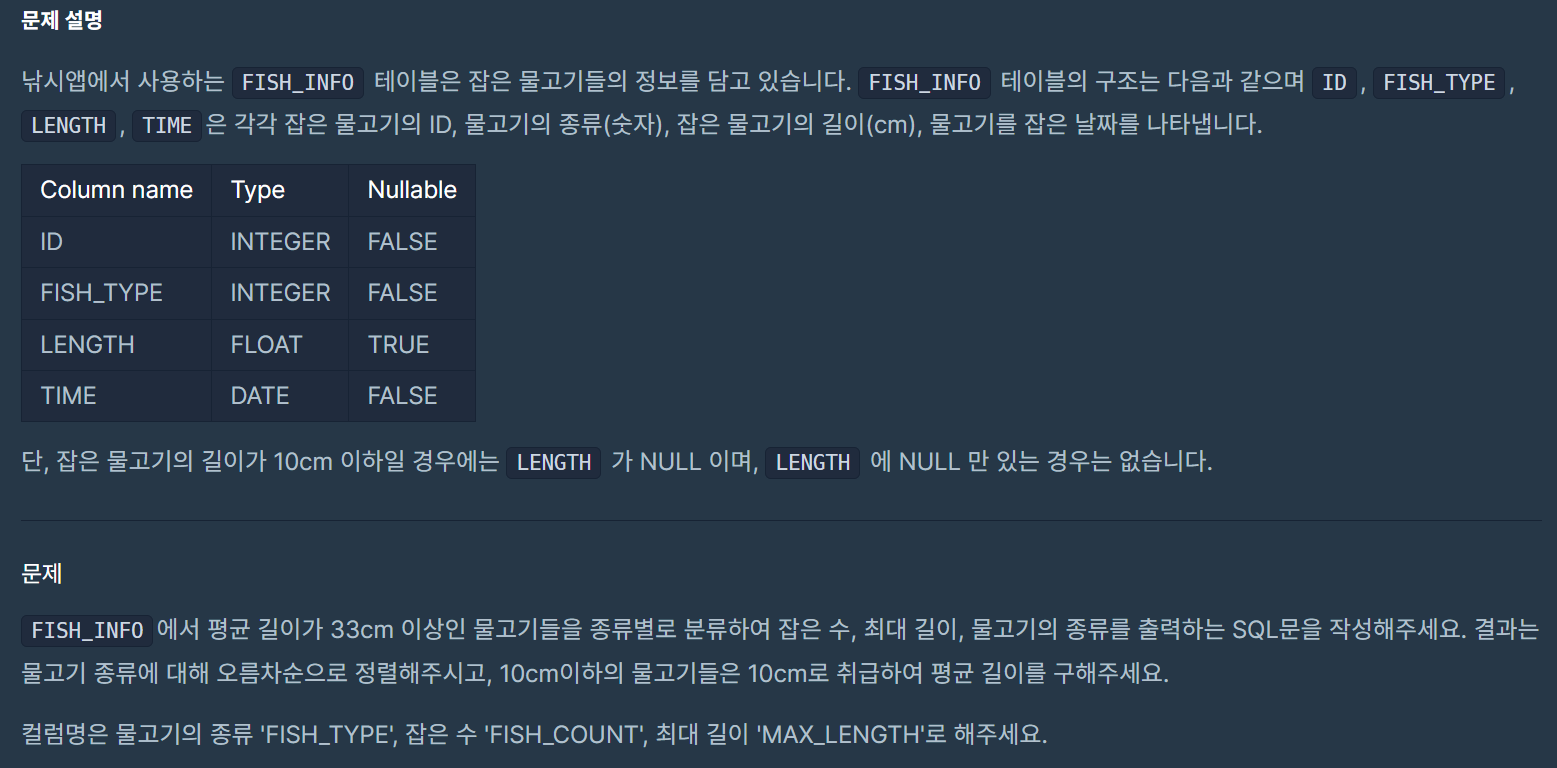 문제 설명
낚시앱에서 사용하는 FISH_INFO 테이블은 잡은 물고기들의 정보를 담고 있습니다. FISH_INFO 테이블의 구조는 다음과 같으며 ID, FISH_TYPE,
LENGTH, TIME은 각각 잡은 물고기의 ID, 물고기의 종류(숫자), 잡은 물고기의 길이(cm), 물고기를 잡은 날짜를 나타냅니다.
Column name Type Nullable
ID INTEGER FALSE
FISH_TYPE INTEGER FALSE
LENGTH FLOAT TRUE
TIME DATE FALSE
단, 잡은 물고기의 길이가 10cm 이하일 경우에는 LENGTH 가 NULL 이며, LENGTH 에 NULL 만 있는 경우는 없습니다.
문제
FISH_INFO에서 평균 길이가 33cm 이상인 물고기들을 종류별로 분류하여 잡은 수, 최대 길이, 물고기의 종류를 출력하는 SQL문을 작성해주세요. 결과는
물고기 종류에 대해 오름차순으로 정렬해주시고, 10cm이하의 물고기들은 10cm로 취급하여 평균 길이를 구해주세요.
컬럼명은 물고기의 종류 'FISH_TYPE', 잡은 수 'FISH_COUNT', 최대 길이 'MAX_LENGTH'로 해주세요.